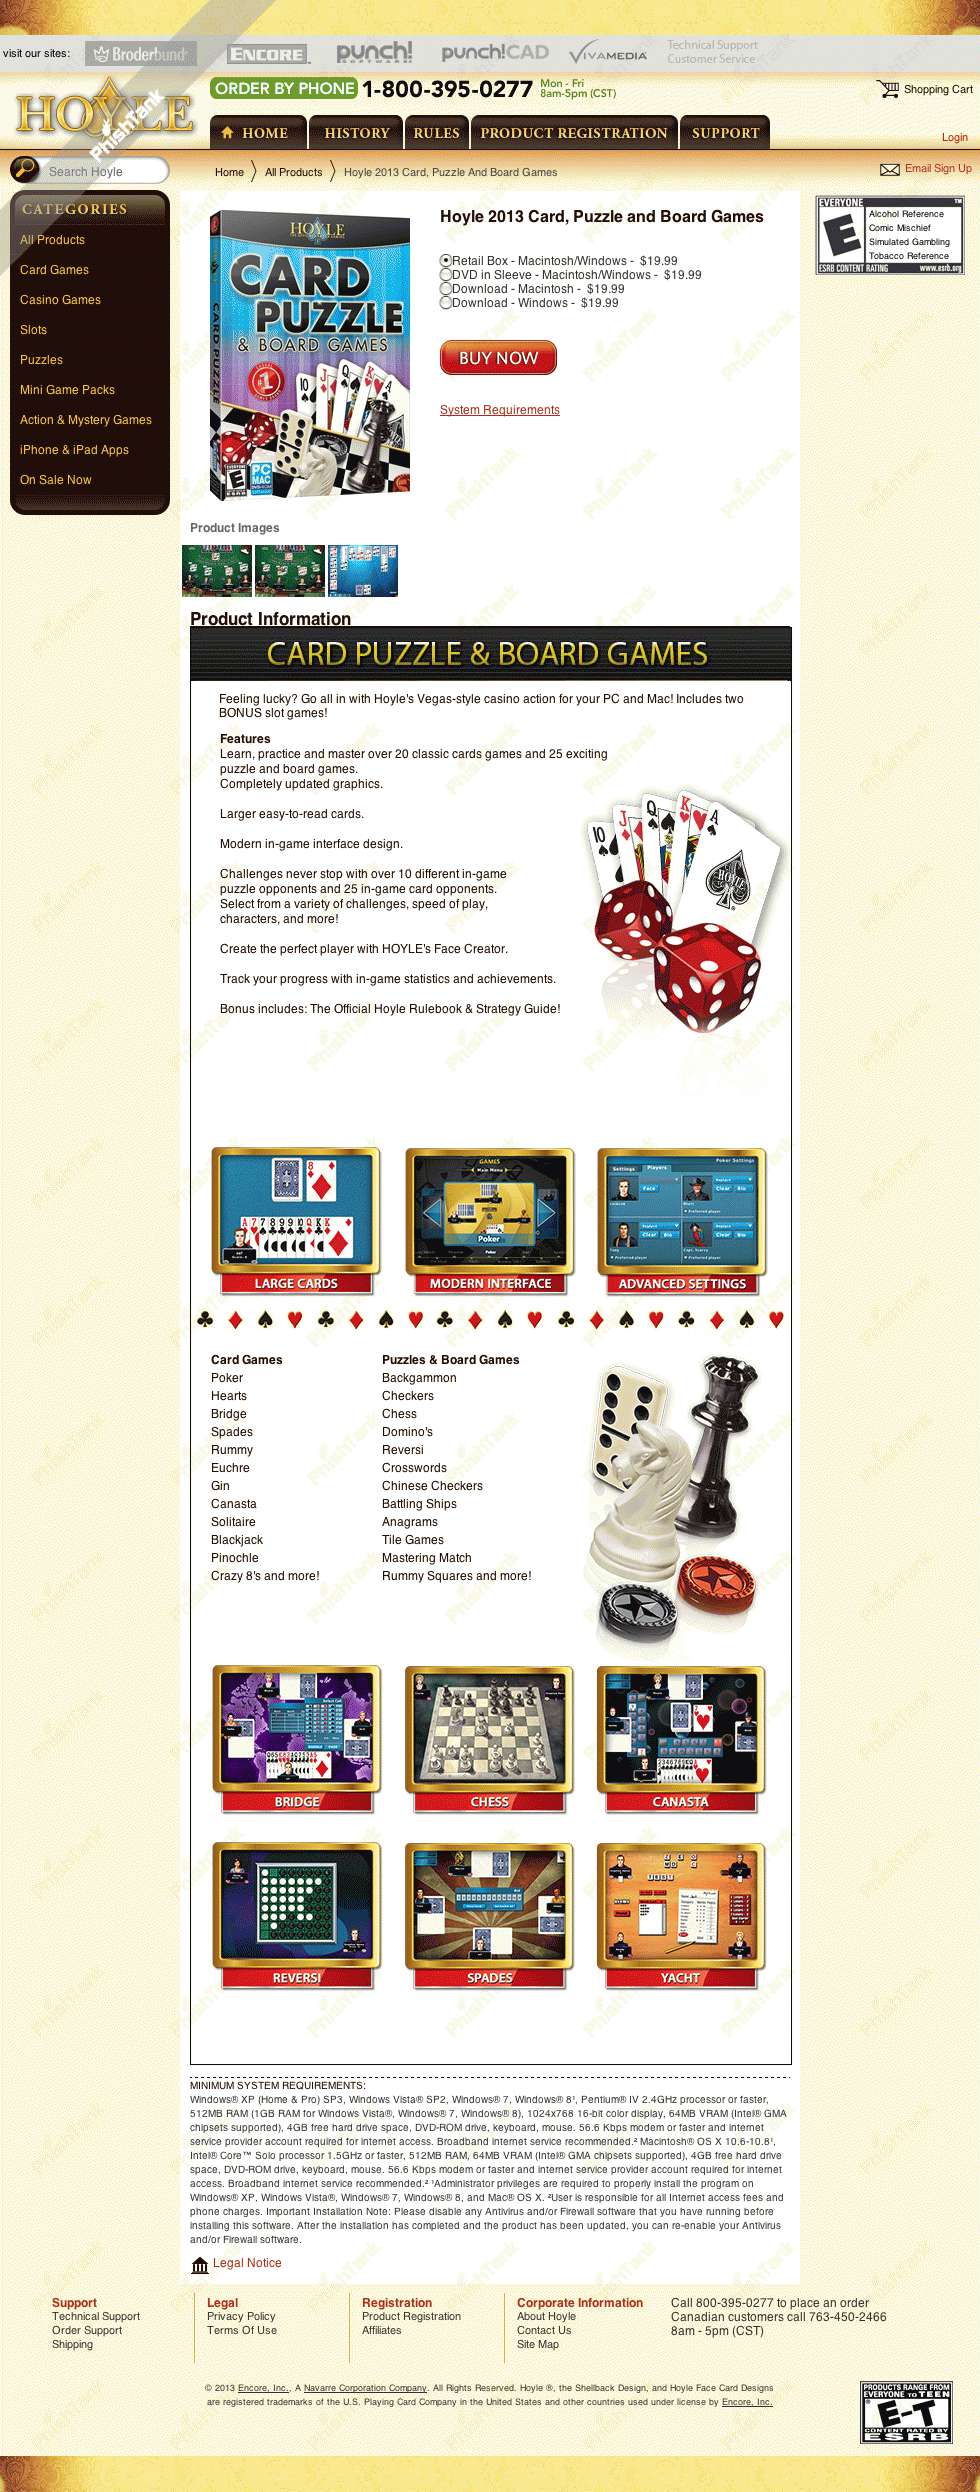 visit our sites: Broderbund ENCORE punch! punch!CAD VIVAMEDIA Technical Support
Customer Service
HOYLE
PhishTank
ORDER BY PHONE 1-800-395-0277 Mon - Fri
8am-5pm (CST)
Shopping Cart
HOME HISTORY RULES PRODUCT REGISTRATION SUPPORT
Login
Search Hoyle
Home All Products Hoyle 2013 Card, Puzzle And Board Games
Email Sign Up
CATEGORIES
All Products
Card Games
Casino Games
Slots
Puzzles
Mini Game Packs
Action & Mystery Games
iPhone & iPad Apps
On Sale Now
HOYLE
CARD
PUZZLE
& BOARD GAMES
CARD PUZZLE
#1
EVERYONE
E
ESRB
PC
MAC
Hoyle 2013 Card, Puzzle and Board Games
Retail Box - Macintosh/Windows - $19.99
DVD in Sleeve - Macintosh/Windows - $19.99
Download - Macintosh - $19.99
Download - Windows - $19.99
BUY NOW
System Requirements
EVERYONE
E
Alcohol Reference
Comic Mischief
Simulated Gambling
Tobacco Reference
ESRB CONTENT RATING www.esrb.org
Product Images
Product Information
CARD PUZZLE & BOARD GAMES
Feeling lucky? Go all in with Hoyle's Vegas-style casino action for your PC and Mac! Includes two
BONUS slot games!
Features
Learn, practice and master over 20 classic cards games and 25 exciting
puzzle and board games.
Completely updated graphics.
Larger easy-to-read cards.
Modern in-game interface design.
Challenges never stop with over 10 different in-game
puzzle opponents and 25 in-game card opponents.
Select from a variety of challenges, speed of play,
characters, and more!
Create the perfect player with HOYLE's Face Creator.
Track your progress with in-game statistics and achievements.
Bonus includes: The Official Hoyle Rulebook & Strategy Guide!
10 J Q K A
HOYLE
GAMES
Main Menu
Poker
Poker Settings
Settings Players
LARGE CARDS MODERN INTERFACE ADVANCED SETTINGS
Card Games
Poker
Hearts
Bridge
Spades
Rummy
Euchre
Gin
Canasta
Solitaire
Blackjack
Pinochle
Crazy 8's and more!
Puzzles & Board Games
Backgammon
Checkers
Chess
Domino's
Reversi
Crosswords
Chinese Checkers
Battling Ships
Anagrams
Tile Games
Mastering Match
Rummy Squares and more!
BRIDGE CHESS CANASTA
REVERSI SPADES YACHT
MINIMUM SYSTEM REQUIREMENTS:
Windows® XP (Home & Pro) SP3, Windows Vista® SP2, Windows® 7, Windows® 8¹, Pentium® IV 2.4GHz processor or faster,
512MB RAM (1GB RAM for Windows Vista®, Windows® 7, Windows® 8), 1024x768 16-bit color display, 64MB VRAM (Intel® GMA
chipsets supported), 4GB free hard drive space, DVD-ROM drive, keyboard, mouse. 56.6 Kbps modem or faster and internet
service provider account required for internet access. Broadband internet service recommended.² Macintosh® OS X 10.6-10.8¹,
Intel® Core™ Solo processor 1.5GHz or faster, 512MB RAM, 64MB VRAM (Intel® GMA chipsets supported), 4GB free hard drive
space, DVD-ROM drive, keyboard, mouse. 56.6 Kbps modem or faster and internet service provider account required for internet
access. Broadband internet service recommended.² ¹Administrator privileges are required to properly install the program on
Windows® XP, Windows Vista®, Windows® 7, Windows® 8, and Mac® OS X. ²User is responsible for all Internet access fees and
phone charges. Important Installation Note: Please disable any Antivirus and/or Firewall software that you have running before
installing this software. After the installation has completed and the product has been updated, you can re-enable your Antivirus
and/or Firewall software.
Legal Notice
Support
Technical Support
Order Support
Shipping
Legal
Privacy Policy
Terms Of Use
Registration
Product Registration
Affiliates
Corporate Information
About Hoyle
Contact Us
Site Map
Call 800-395-0277 to place an order
Canadian customers call 763-450-2466
8am - 5pm (CST)
© 2013 Encore, Inc., A Navarre Corporation Company. All Rights Reserved. Hoyle ®, the Shellback Design, and Hoyle Face Card Designs
are registered trademarks of the U.S. Playing Card Company in the United States and other countries used under license by Encore, Inc.
PRODUCTS RANGE FROM
EVERYONE TO TEEN
E-T
CONTENT RATED BY
ESRB